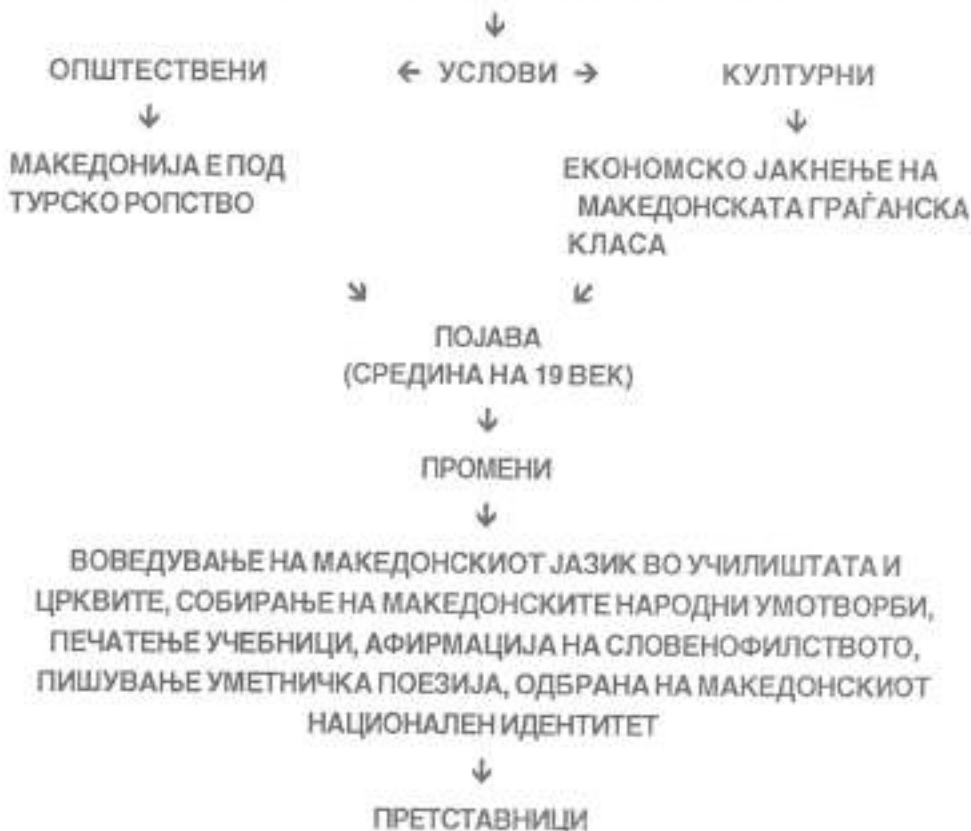 ОПШТЕСТВЕНИ ← УСЛОВИ → КУЛТУРНИ
МАКЕДОНИЈА Е ПОД
ТУРСКО РОПСТВО
ЕКОНОМСКО ЈАКНЕЊЕ НА
МАКЕДОНСКАТА ГРАЃАНСКА
КЛАСА
ПОЈАВА
(СРЕДИНА НА 19 ВЕК)
ПРОМЕНИ
ВОВЕДУВАЊЕ НА МАКЕДОНСКИОТ ЈАЗИК ВО УЧИЛИШТАТА И
ЦРКВИТЕ, СОБИРАЊЕ НА МАКЕДОНСКИТЕ НАРОДНИ УМОТВОРБИ,
ПЕЧАТЕЊЕ УЧЕБНИЦИ, АФИРМАЦИЈА НА СЛОВЕНОФИЛСТВОТО,
ПИШУВАЊЕ УМЕТНИЧКА ПОЕЗИЈА, ОДБРАНА НА МАКЕДОНСКИОТ
НАЦИОНАЛЕН ИДЕНТИТЕТ
ПРЕТСТАВНИЦИ